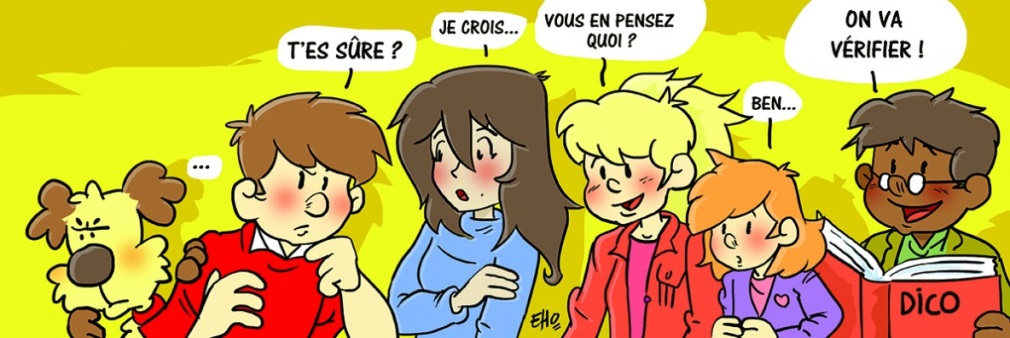 ...
T'ES SÛRE ?
JE CROIS...
VOUS EN PENSEZ
QUOI ?
BEN...
ON VA
VÉRIFIER !
DICO
EHO